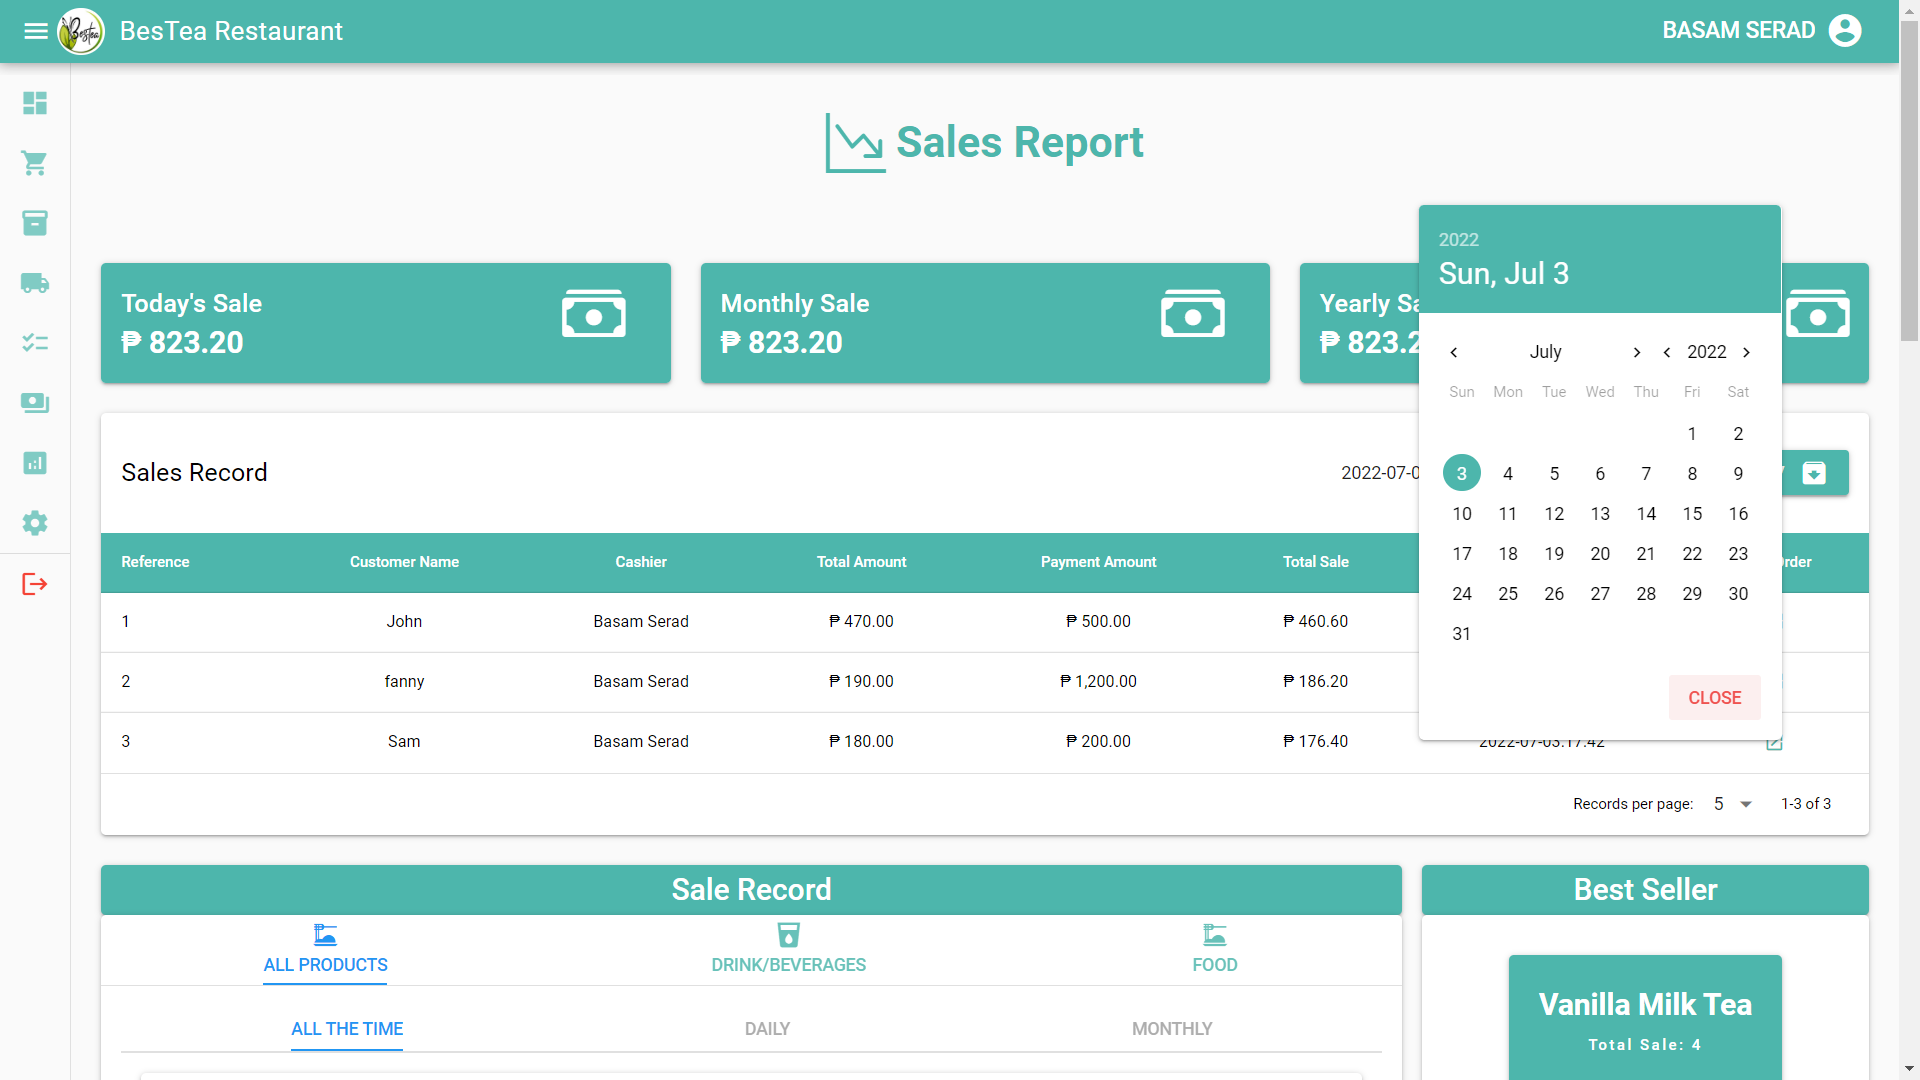 BesTea
BesTea Restaurant
BASAM SERAD
Sales Report
Today's Sale
₱ 823.20
Monthly Sale
₱ 823.20
Yearly Sa
₱ 823.2
2022
Sun, Jul 3
July
2022
Sun Mon Tue Wed Thu Fri Sat
1 2
3 4 5 6 7 8 9
10 11 12 13 14 15 16
17 18 19 20 21 22 23
24 25 26 27 28 29 30
31
CLOSE
Sales Record
2022-07-0
Reference Customer Name Cashier Total Amount Payment Amount Total Sale rder
1 John Basam Serad ₱ 470.00 ₱ 500.00 ₱ 460.60
2 fanny Basam Serad ₱ 190.00 ₱ 1,200.00 ₱ 186.20
3 Sam Basam Serad ₱ 180.00 ₱ 200.00 ₱ 176.40 2022-07-03:17:42
Records per page: 5 1-3 of 3
Sale Record
ALL PRODUCTS DRINK/BEVERAGES FOOD
ALL THE TIME DAILY MONTHLY
Best Seller
Vanilla Milk Tea
Total Sale: 4